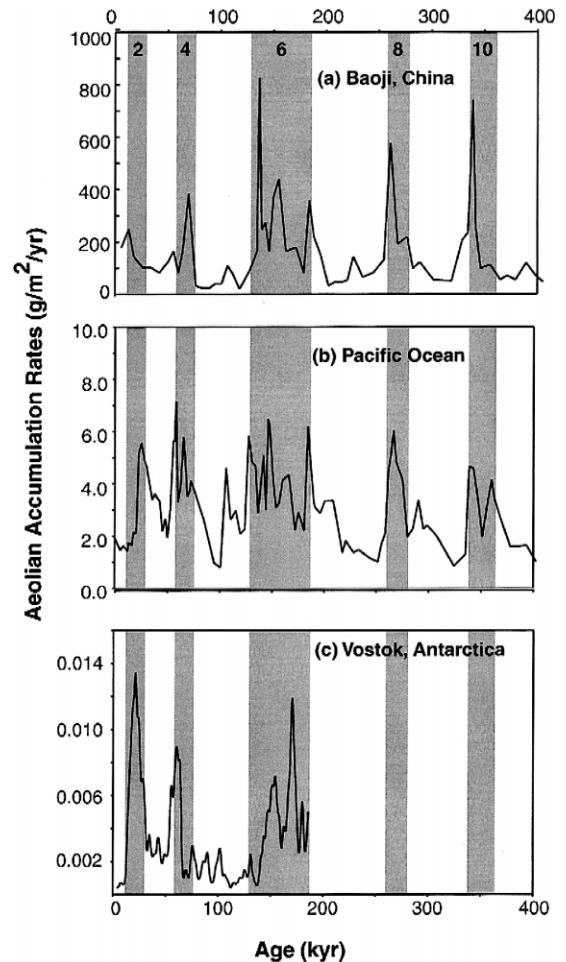 0 100 200 300 400
1000
2 4 6 8 10
(a) Baoji, China
800
600
400
200
0
Aeolian Accumulation Rates (g/m²/yr)
10.0
(b) Pacific Ocean
8.0
6.0
4.0
2.0
0.0
(c) Vostok, Antarctica
0.014
0.010
0.006
0.002
0 100 200 300 400
Age (kyr)